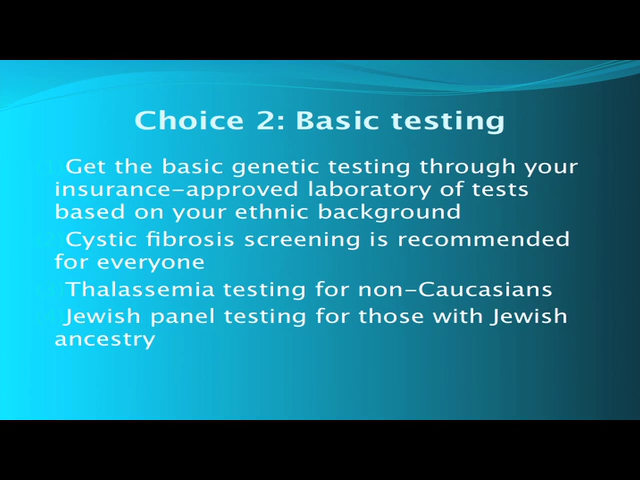 Choice 2: Basic testing
Get the basic genetic testing through your
insurance-approved laboratory of tests
based on your ethnic background
Cystic fibrosis screening is recommended
for everyone
Thalassemia testing for non-Caucasians
Jewish panel testing for those with Jewish
ancestry